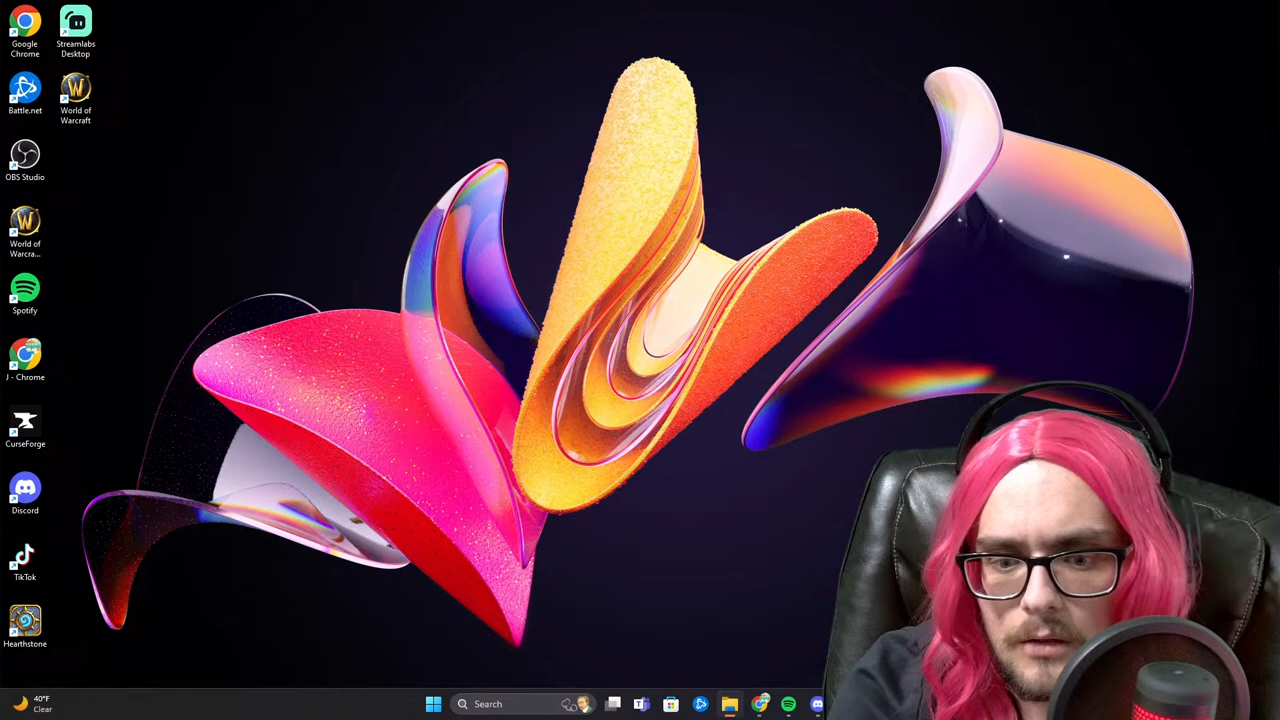 Google
Chrome
Streamlabs
Desktop
Battle.net
World of
Warcraft
OBS Studio
World of
Warcra...
Spotify
J - Chrome
CurseForge
Discord
TikTok
Hearthstone
40°F
Clear
Search